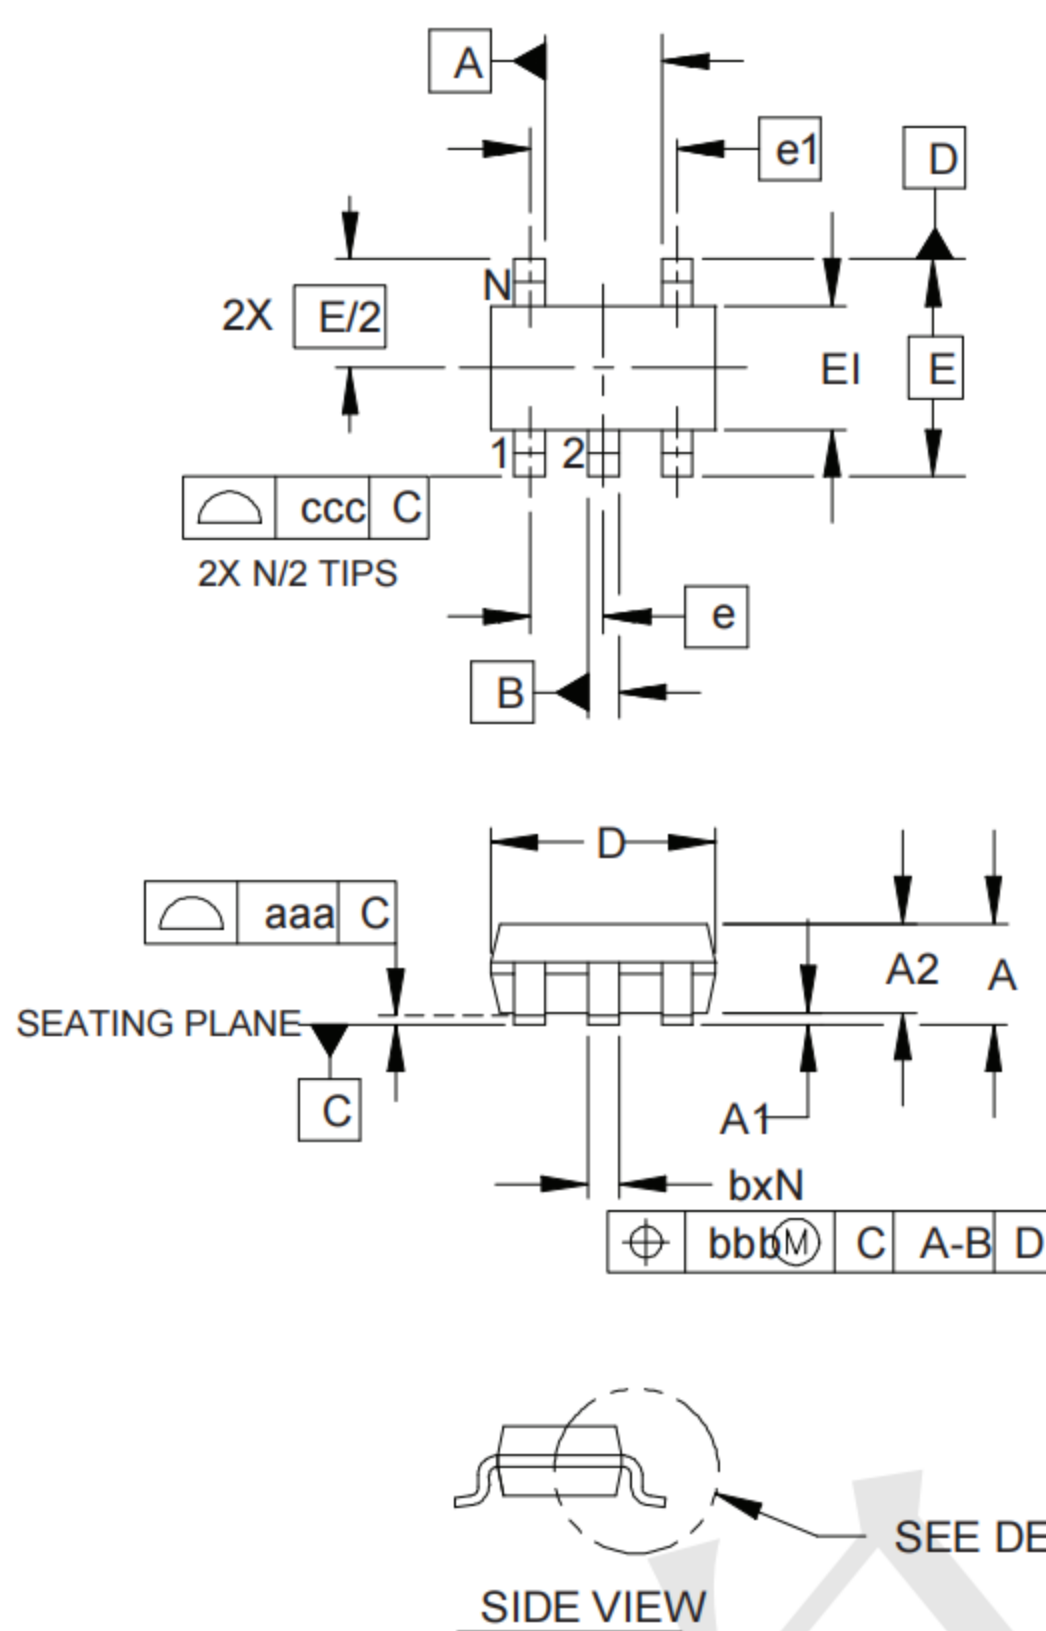 A
e1
D
N
2X E/2
EI
E
1
2
ccc C
2X N/2 TIPS
e
B
D
aaa C
A2
A
SEATING PLANE
C
A1
bxN
bbb M C A-B D
SEE DE
SIDE VIEW